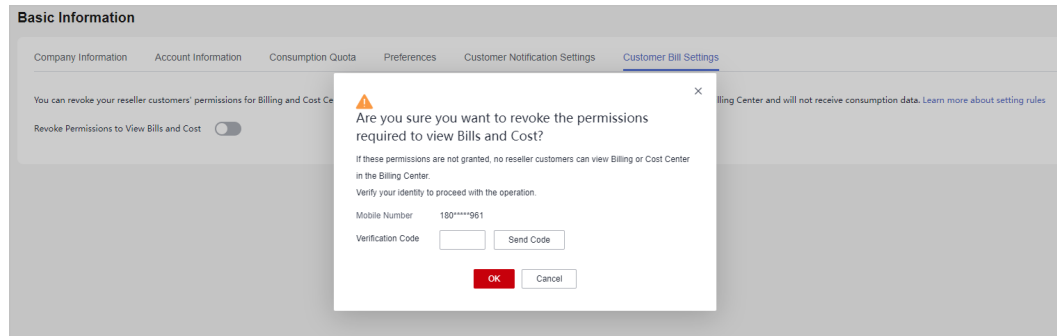 Basic Information
Company Information Account Information Consumption Quota Preferences Customer Notification Settings Customer Bill Settings
You can revoke your reseller customers' permissions for Billing and Cost Ce
lling Center and will not receive consumption data. Learn more about setting rules
Revoke Permissions to View Bills and Cost
Are you sure you want to revoke the permissions
required to view Bills and Cost?
If these permissions are not granted, no reseller customers can view Billing or Cost Center
in the Billing Center.
Verify your identity to proceed with the operation.
Mobile Number 180*****961
Verification Code Send Code
OK Cancel